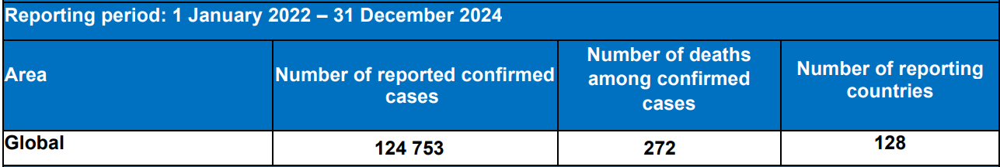 Reporting period: 1 January 2022 – 31 December 2024
Area
Number of reported confirmed
cases
Number of deaths
among confirmed
cases
Number of reporting
countries
Global
124 753
272
128